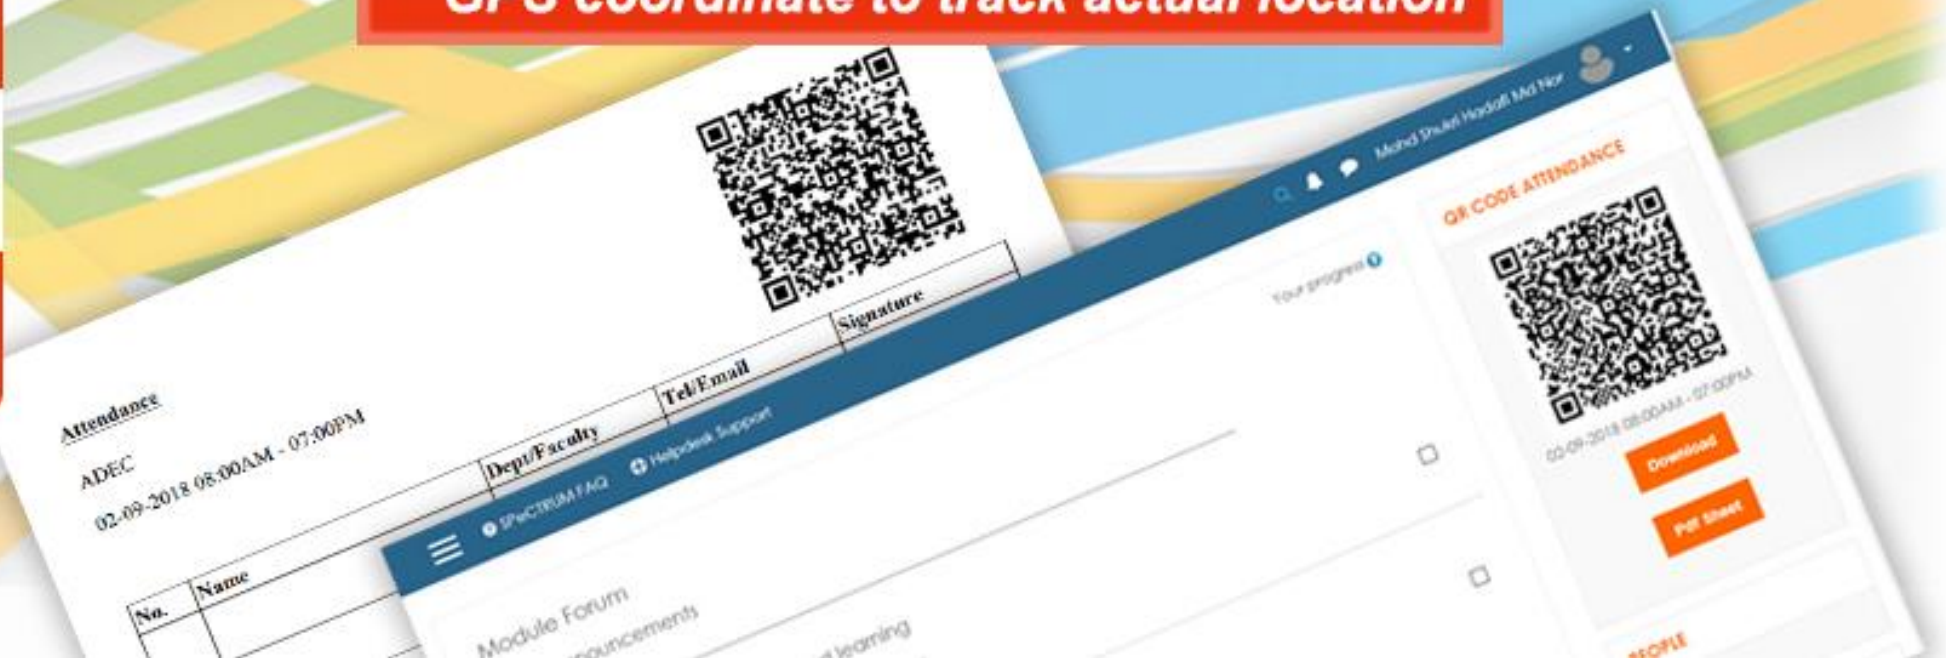 GPS coordinate to track actual location
Attendance
ADEC
02-09-2018 08:00AM - 07:00PM
No.
Name
Dept/Faculty
Tel/Email
Signature
SPeCTRUM FAQ
Helpdesk Support
Mohd Shukri Hadafi Md Nor
Your progress
Module Forum
learning
QR CODE ATTENDANCE
02-09-2018 08:00AM - 07:00PM
Download
Pdf Sheet